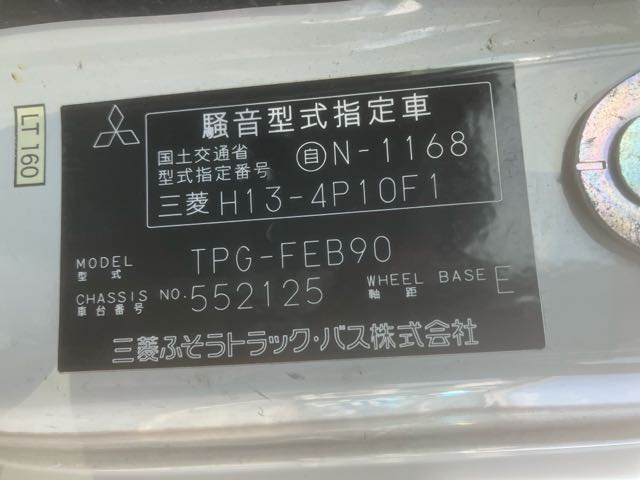 LT 160
騒音型式指定車
国土交通省
型式指定番号
自 N-1168
三菱 H13-4P10F1
MODEL
型式
TPG-FEB90
CHASSIS NO.
車台番号
552125
WHEEL BASE
軸距
E
三菱ふそうトラック・バス株式会社